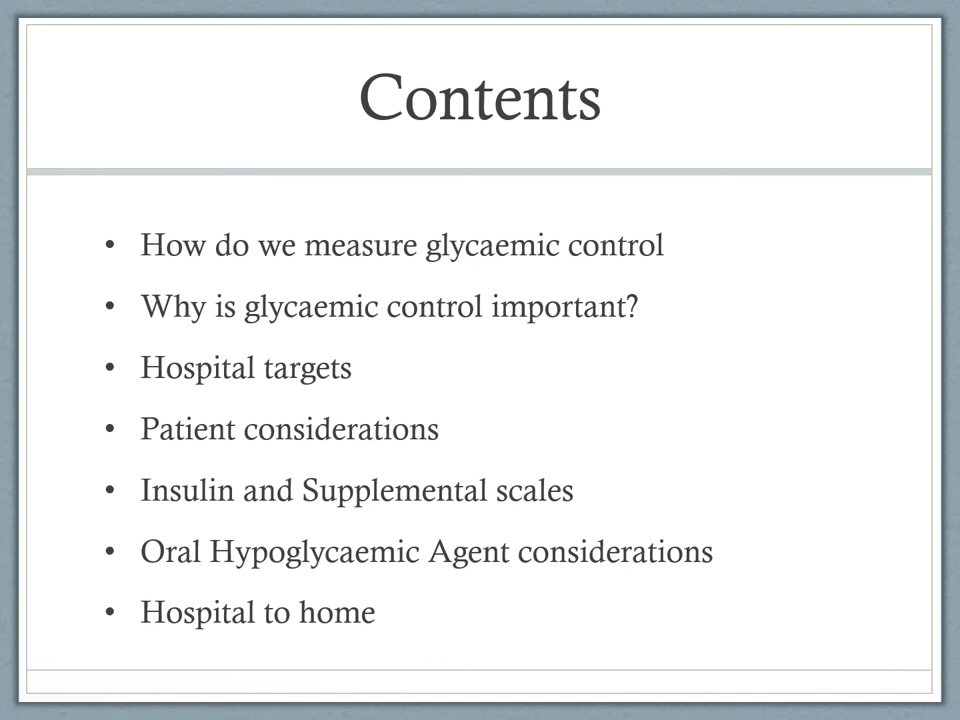 Contents
• How do we measure glycaemic control
• Why is glycaemic control important?
• Hospital targets
• Patient considerations
• Insulin and Supplemental scales
• Oral Hypoglycaemic Agent considerations
• Hospital to home